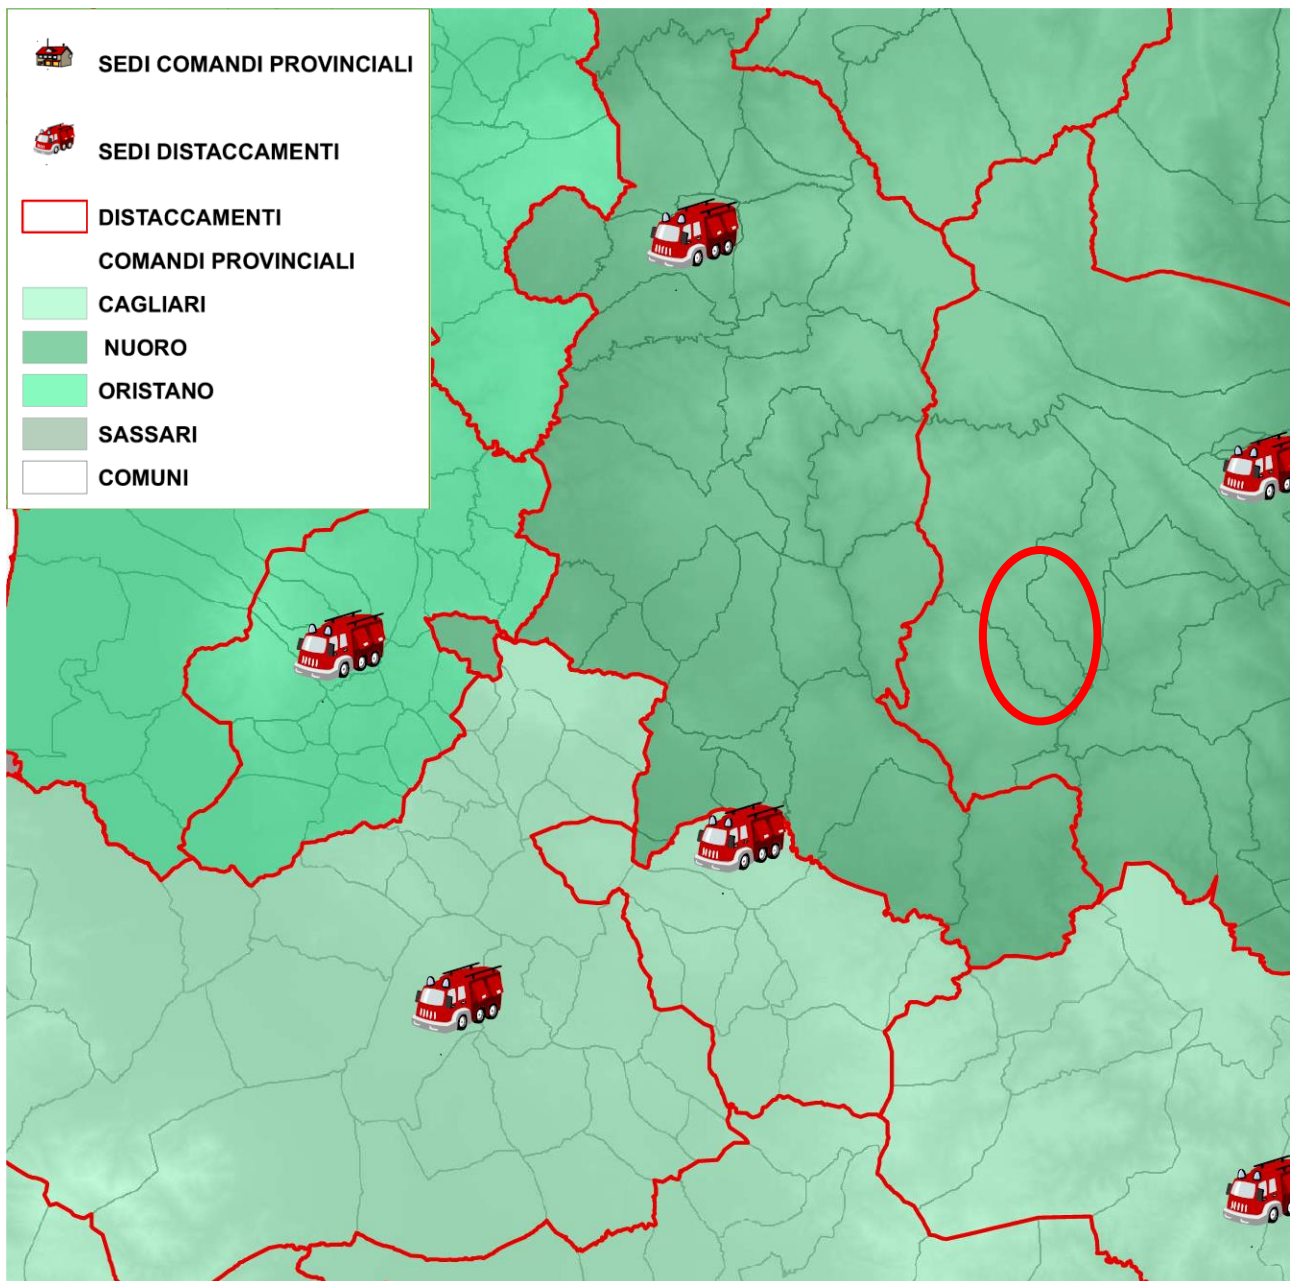 SEDI COMANDI PROVINCIALI
SEDI DISTACCAMENTI
DISTACCAMENTI
COMANDI PROVINCIALI
CAGLIARI
NUORO
ORISTANO
SASSARI
COMUNI